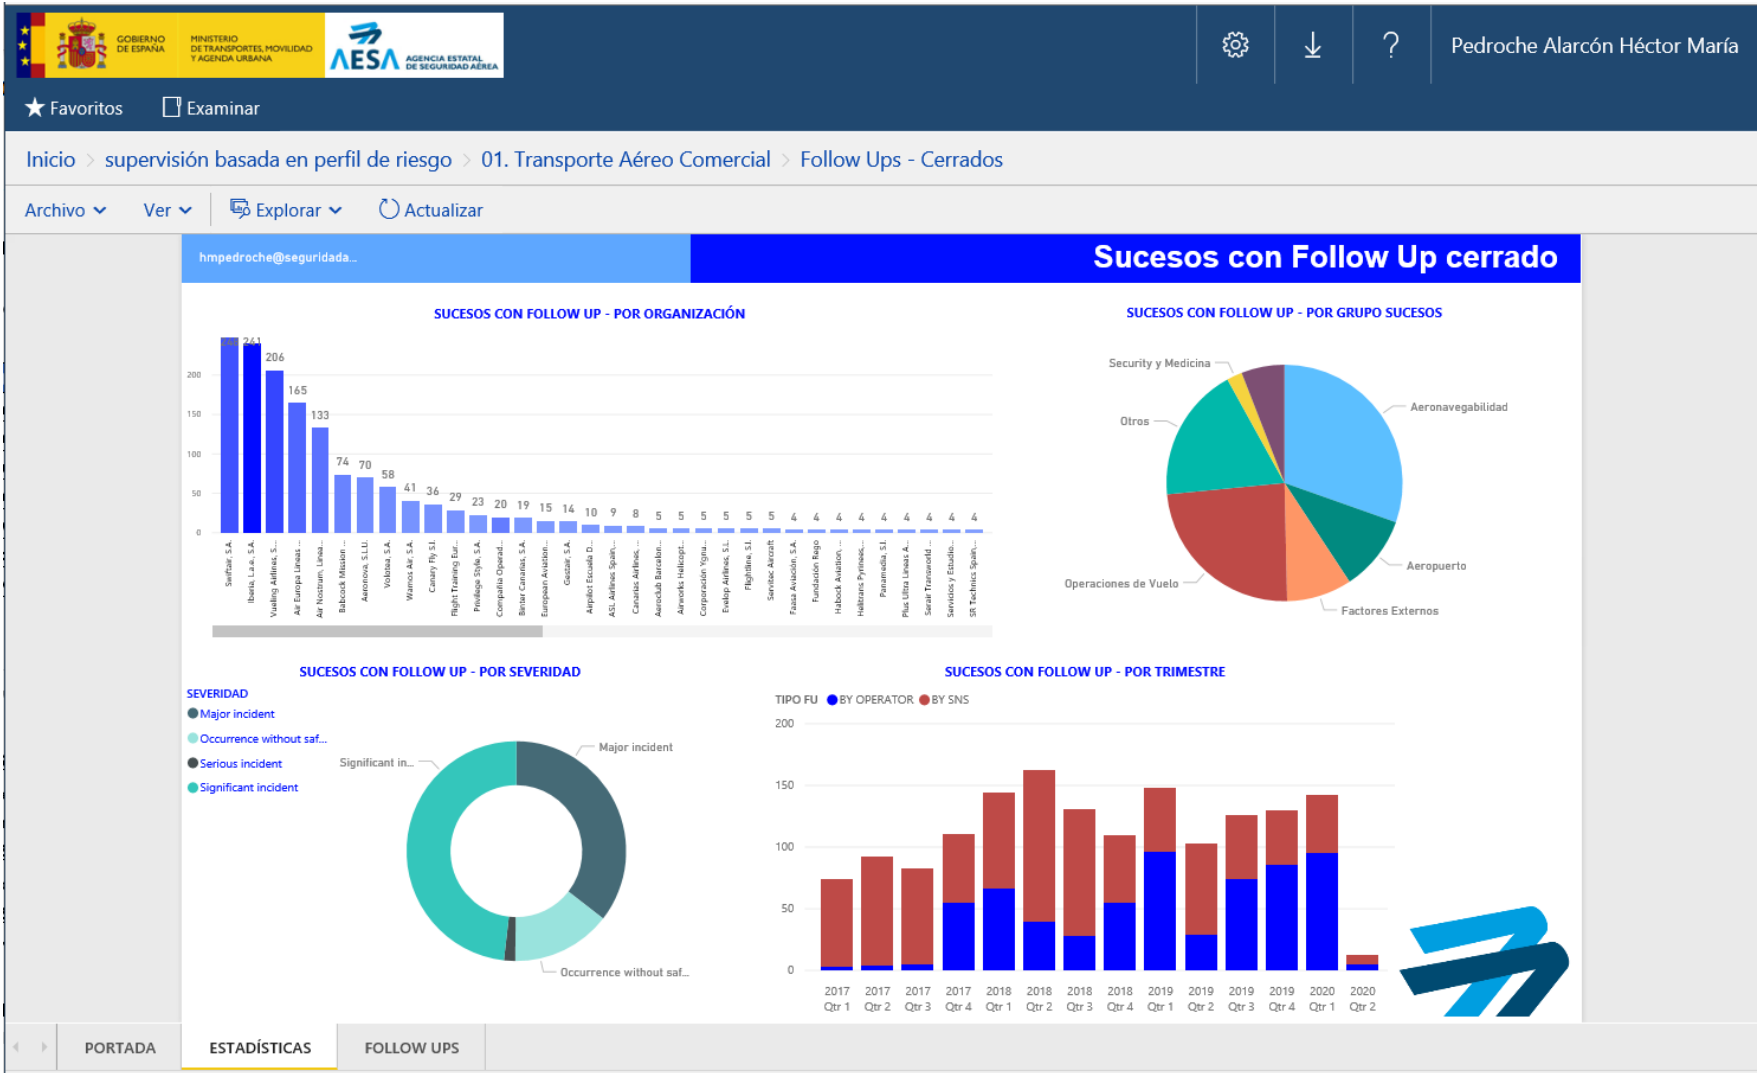 GOBIERNO
DE ESPAÑA
MINISTERIO
DE TRANSPORTES, MOVILIDAD
Y AGENDA URBANA
AESA AGENCIA ESTATAL
DE SEGURIDAD AÉREA
? Pedroche Alarcón Héctor María
Favoritos Examinar
Inicio > supervisión basada en perfil de riesgo > 01. Transporte Aéreo Comercial > Follow Ups - Cerrados
Archivo Ver Explorar Actualizar
hmpedroche@seguridada...
Sucesos con Follow Up cerrado
SUCESOS CON FOLLOW UP - POR ORGANIZACIÓN
241 206 165 133 74 70 58 41 36 29 23 20 19 15 14 10 9 8 5 5 5 5 5 5 4 4 4 4 4 4 4 4 4
200
150
100
50
0
Swiftair, S.A.
Iberia, L.a.e. S.A.
Vueling Airlines, S....
Air Europa Lineas ...
Air Nostrum, Linea...
Babcock Mission ...
Aeronova, S.L.U.
Volotea, S.A.
Wamos Air, S.A.
Canary Fly S.l.
Flight Training Eur...
Privilege Style, S.A.
Compañia Operad...
Binter Canarias, S.A.
European Aviation...
Gestair, S.A.
Airpilot Escuela D...
ASL Airlines Spain,...
Canarias Airlines, ...
Aeroclub Barcelon...
Airworks Helicopt...
Corporación Ygnu...
Evelop Airlines, S.L.
Flightline, S.l.
Servitec Aircraft
Faasa Aviación, S.A.
Fundación Rego
Habock Aviation, ...
Helitrans Pyrinees,...
Panamedia, S.l.
Plus Ultra Lineas A...
Serair Transworld ...
Servicios y Estudio...
SR Technics Spain,...
SUCESOS CON FOLLOW UP - POR GRUPO SUCESOS
Security y Medicina
Aeronavegabilidad
Otros
Aeropuerto
Operaciones de Vuelo
Factores Externos
SUCESOS CON FOLLOW UP - POR SEVERIDAD
SEVERIDAD
Major incident
Occurrence without saf...
Serious incident
Significant incident
Major incident
Significant in...
Occurrence without saf...
SUCESOS CON FOLLOW UP - POR TRIMESTRE
TIPO FU BY OPERATOR BY SNS
200
150
100
50
0
2017 2017 2017 2017 2018 2018 2018 2018 2019 2019 2019 2019 2020 2020
Qtr 1 Qtr 2 Qtr 3 Qtr 4 Qtr 1 Qtr 2 Qtr 3 Qtr 4 Qtr 1 Qtr 2 Qtr 3 Qtr 4 Qtr 1 Qtr 2
PORTADA ESTADÍSTICAS FOLLOW UPS